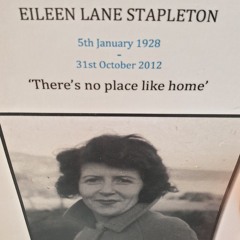 EILEEN LANE STAPLETON
5th January 1928
-
31st October 2012
'There's no place like home'